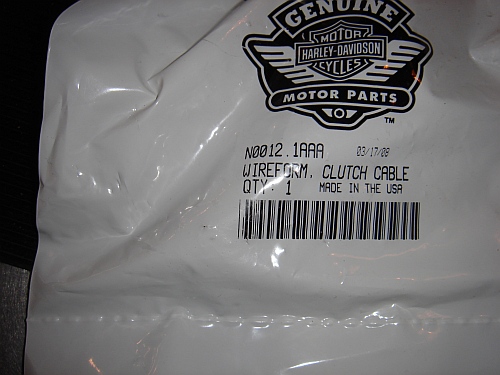 GENUINE
MOTOR
HARLEY-DAVIDSON
CYCLES
MOTOR PARTS
TM
N0012.1AAA 03/17/08
WIREFORM, CLUTCH CABLE
QTY: 1 MADE IN THE USA